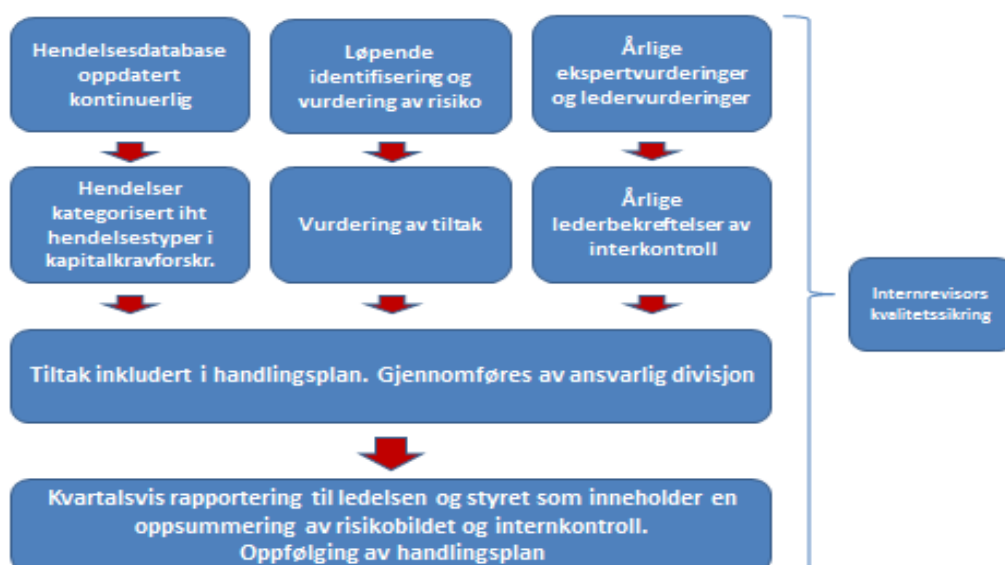 Hendelsesdatabase
oppdatert
kontinuerlig
Løpende
identifisering og
vurdering av risiko
Årlige
ekspertvurderinger
og ledervurderinger
Hendelser
kategorisert iht
hendelsestyper i
kapitalkravforskr.
Vurdering av tiltak
Årlige
lederbekreftelser av
interkontroll
Internrevisors
kvalitetssikring
Tiltak inkludert i handlingsplan. Gjennomføres av ansvarlig divisjon
Kvartalsvis rapportering til ledelsen og styret som inneholder en
oppsummering av risikobildet og internkontroll.
Oppfølging av handlingsplan